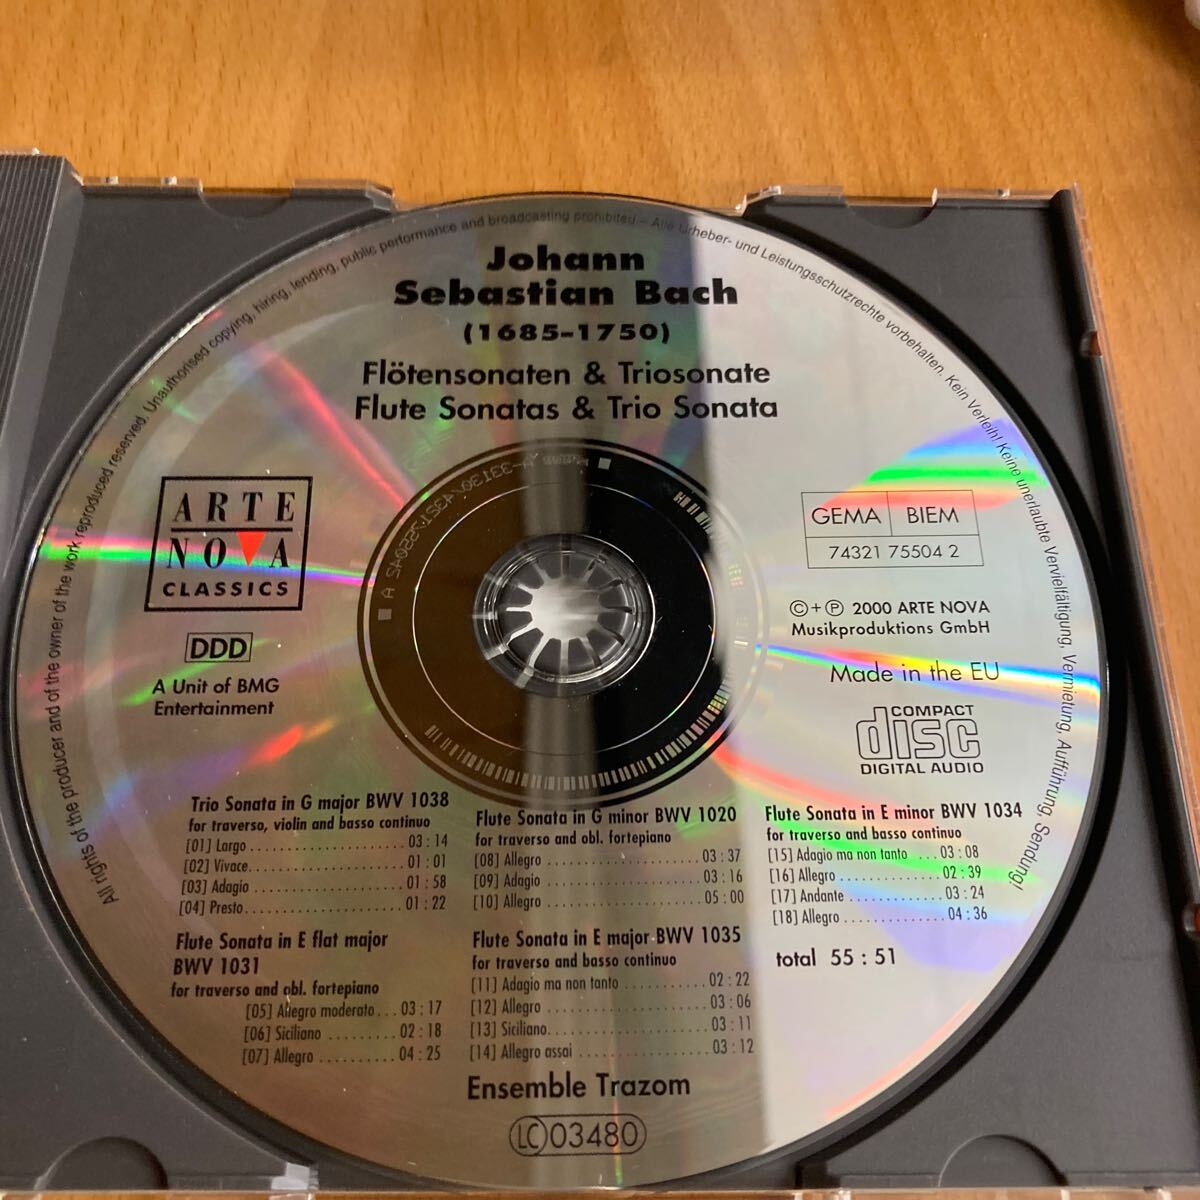 All rights of the producer and of the owner of the work reproduced reserved. Unauthorised copying, hiring, lending, public performance and broadcasting prohibited – Alle Urheber- und Leistungsschutzrechte vorbehalten. Kein Verleih! Keine unerlaubte Vervielfältigung, Vermietung, Aufführung, Sendung!
Johann
Sebastian Bach
(1685–1750)
Flötensonaten & Triosonate
Flute Sonatas & Trio Sonata
ARTE
NOVA
CLASSICS
DDD
A Unit of BMG
Entertainment
GEMA BIEM
74321 75504 2
©+℗ 2000 ARTE NOVA
Musikproduktions GmbH
Made in the EU
COMPACT
disc
DIGITAL AUDIO
Trio Sonata in G major BWV 1038
for traverso, violin and basso continuo
[01] Largo ...................... 03 : 14
[02] Vivace...................... 01 : 01
[03] Adagio ..................... 01 : 58
[04] Presto...................... 01 : 22
Flute Sonata in E flat major
BWV 1031
for traverso and obl. fortepiano
[05] Allegro moderato... 03 : 17
[06] Siciliano ........... 02 : 18
[07] Allegro ........... 04 : 25
Flute Sonata in G minor BWV 1020
for traverso and obl. fortepiano
[08] Allegro ...................... 03 : 37
[09] Adagio ...................... 03 : 16
[10] Allegro ...................... 05 : 00
Flute Sonata in E major BWV 1035
for traverso and basso continuo
[11] Adagio ma non tanto ........... 02 : 22
[12] Allegro ...................... 03 : 06
[13] Siciliano...................... 03 : 11
[14] Allegro assai ................. 03 : 12
Flute Sonata in E minor BWV 1034
for traverso and basso continuo
[15] Adagio ma non tanto ... 03 : 08
[16] Allegro ............... 02 : 39
[17] Andante ............... 03 : 24
[18] Allegro ............... 04 : 36
total 55 : 51
Ensemble Trazom
LC 03480